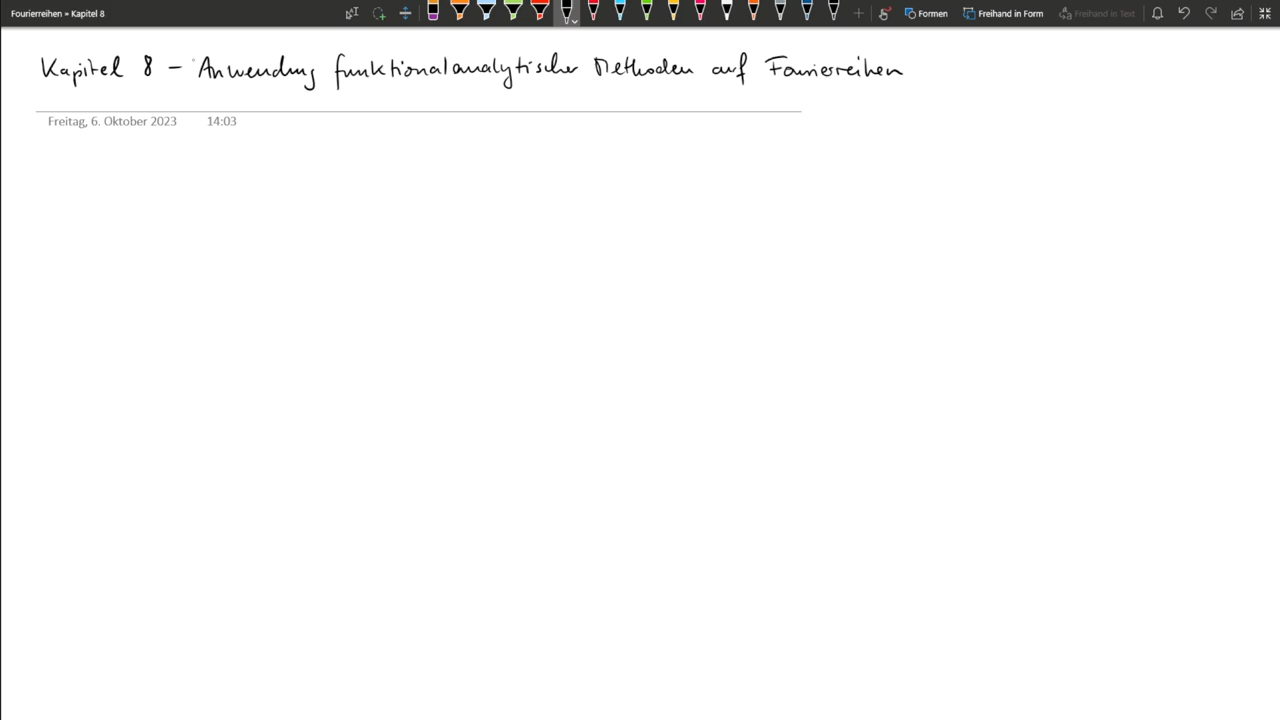 Fourierreihen » Kapitel 8
Formen
Freihand in Form
Freihand in Text
Kapitel 8 – Anwendung funktionalanalytischer Methoden auf Fourierreihen
Freitag, 6. Oktober 2023 14:03